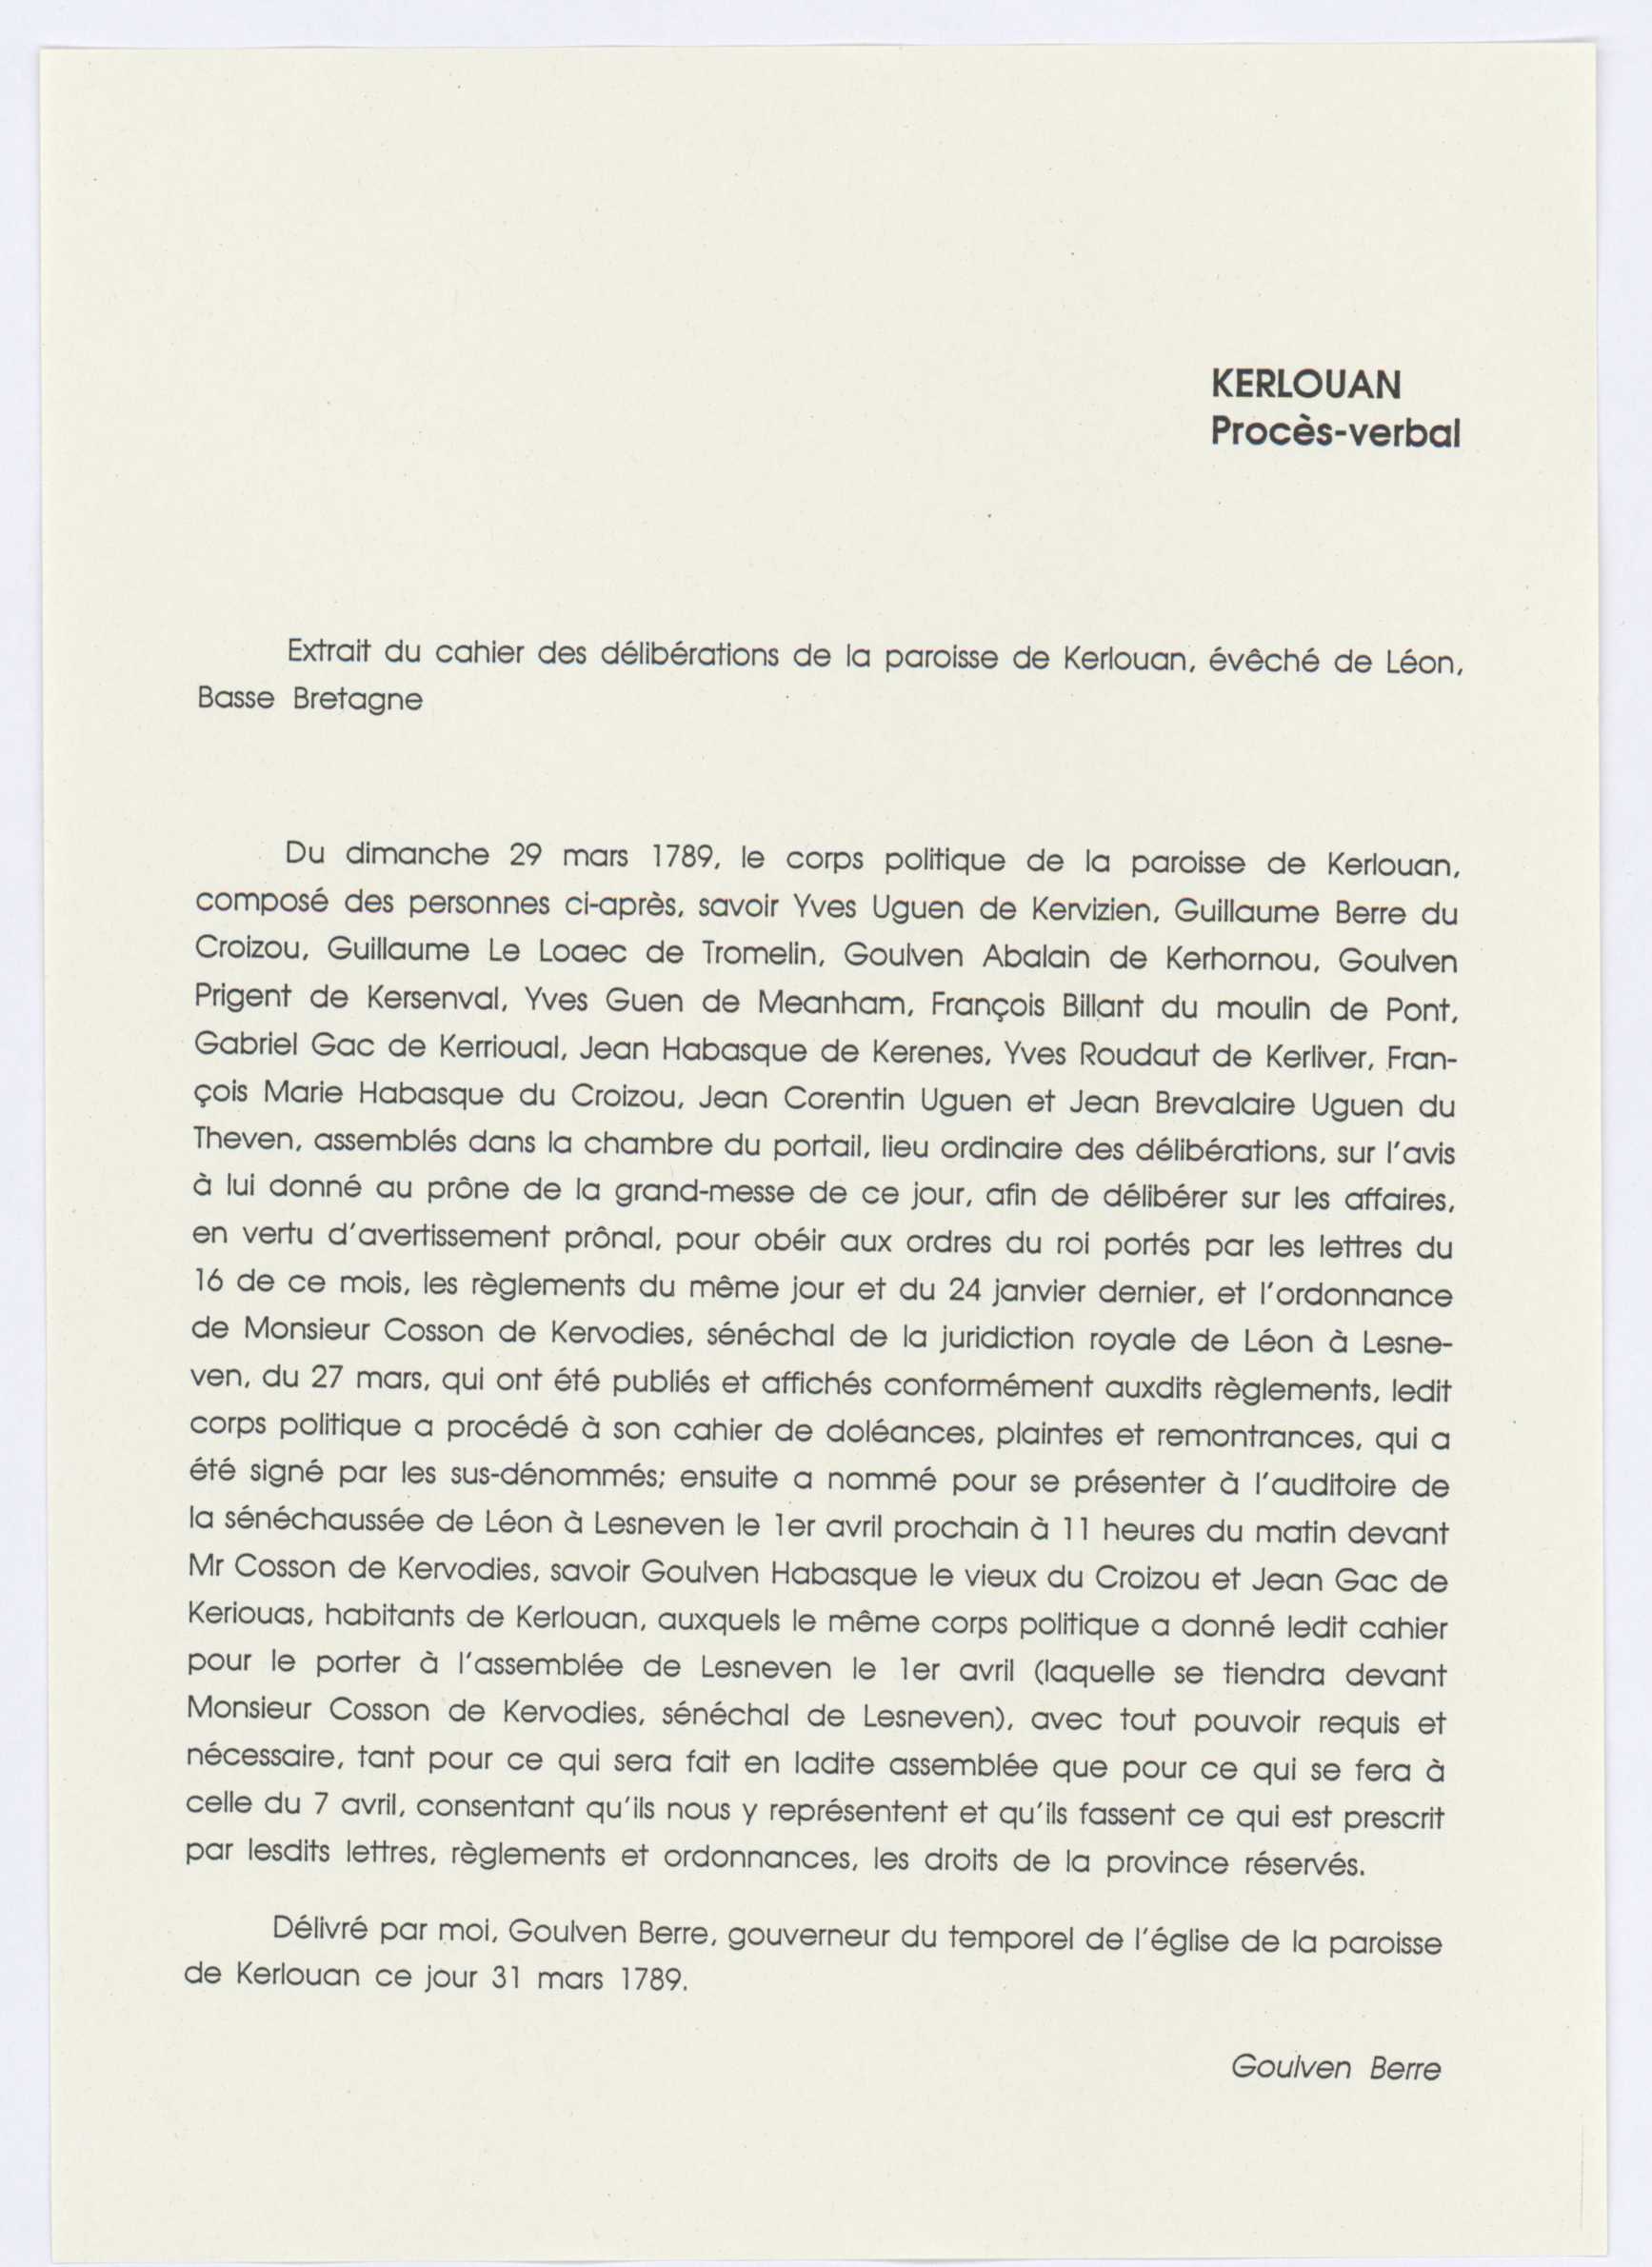 KERLOUAN
Procès-verbal
Extrait du cahier des délibérations de la paroisse de Kerlouan, évêché de Léon,
Basse Bretagne
Du dimanche 29 mars 1789, le corps politique de la paroisse de Kerlouan,
composé des personnes ci-après, savoir Yves Uguen de Kervizien, Guillaume Berre du
Croizou, Guillaume Le Loaec de Tromelin, Goulven Abalain de Kerhornou, Goulven
Prigent de Kersenval, Yves Guen de Meanham, François Billant du moulin de Pont,
Gabriel Gac de Kerrioual, Jean Habasque de Kerenes, Yves Roudaut de Kerliver, Fran-
çois Marie Habasque du Croizou, Jean Corentin Uguen et Jean Brevalaire Uguen du
Theven, assemblés dans la chambre du portail, lieu ordinaire des délibérations, sur l'avis
à lui donné au prône de la grand-messe de ce jour, afin de délibérer sur les affaires,
en vertu d'avertissement prônal, pour obéir aux ordres du roi portés par les lettres du
16 de ce mois, les règlements du même jour et du 24 janvier dernier, et l'ordonnance
de Monsieur Cosson de Kervodies, sénéchal de la juridiction royale de Léon à Lesne-
ven, du 27 mars, qui ont été publiés et affichés conformément auxdits règlements, ledit
corps politique a procédé à son cahier de doléances, plaintes et remontrances, qui a
été signé par les sus-dénommés; ensuite a nommé pour se présenter à l'auditoire de
la sénéchaussée de Léon à Lesneven le 1er avril prochain à 11 heures du matin devant
Mr Cosson de Kervodies, savoir Goulven Habasque le vieux du Croizou et Jean Gac de
Keriouas, habitants de Kerlouan, auxquels le même corps politique a donné ledit cahier
pour le porter à l'assemblée de Lesneven le 1er avril (laquelle se tiendra devant
Monsieur Cosson de Kervodies, sénéchal de Lesneven), avec tout pouvoir requis et
nécessaire, tant pour ce qui sera fait en ladite assemblée que pour ce qui se fera à
celle du 7 avril, consentant qu'ils nous y représentent et qu'ils fassent ce qui est prescrit
par lesdits lettres, règlements et ordonnances, les droits de la province réservés.
Délivré par moi, Goulven Berre, gouverneur du temporel de l'église de la paroisse
de Kerlouan ce jour 31 mars 1789.
Goulven Berre